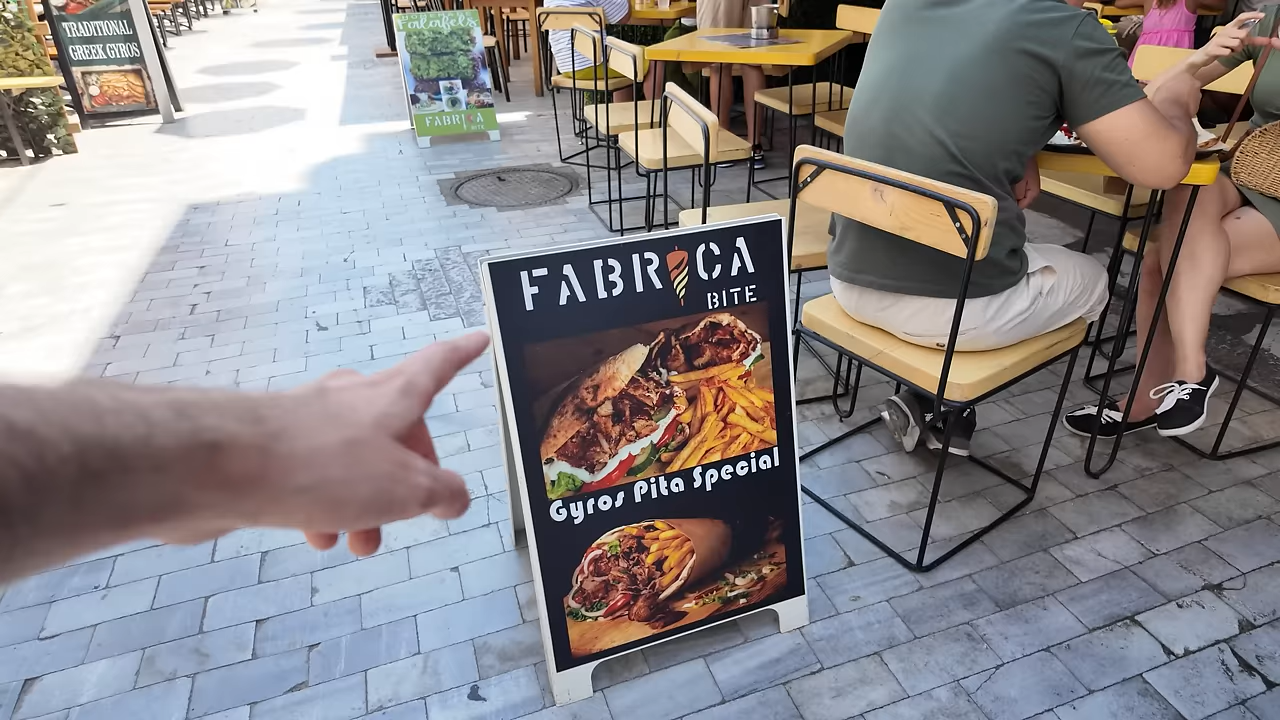 TRADITIONAL
GREEK GYROS
Falafels
FABRICA
BITE
FABRICA
BITE
Gyros Pita Special